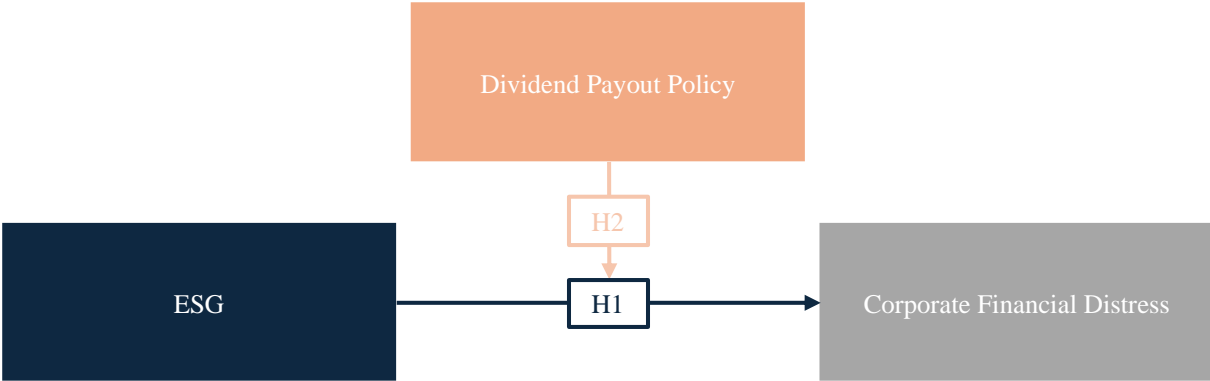 Dividend Payout Policy
H2
ESG
H1
Corporate Financial Distress